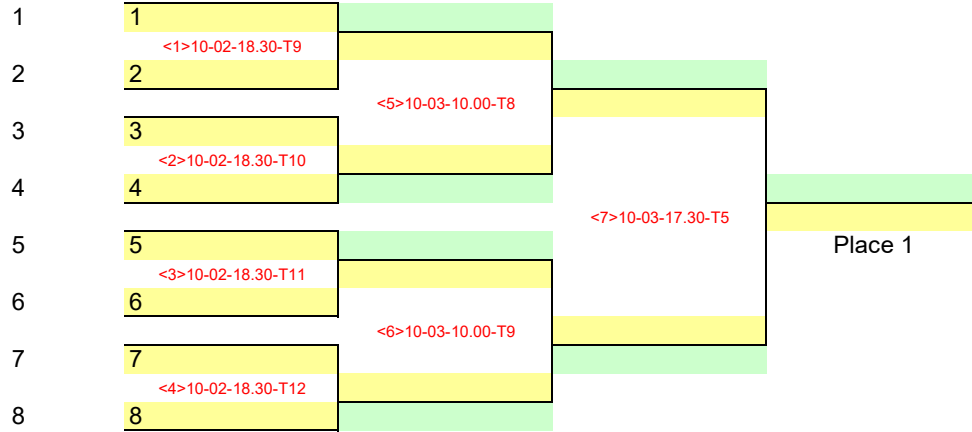 1 1
<1>10-02-18.30-T9
2 2
<5>10-03-10.00-T8
3 3
<2>10-02-18.30-T10
4 4
<7>10-03-17.30-T5
5 5 Place 1
<3>10-02-18.30-T11
6 6
<6>10-03-10.00-T9
7 7
<4>10-02-18.30-T12
8 8